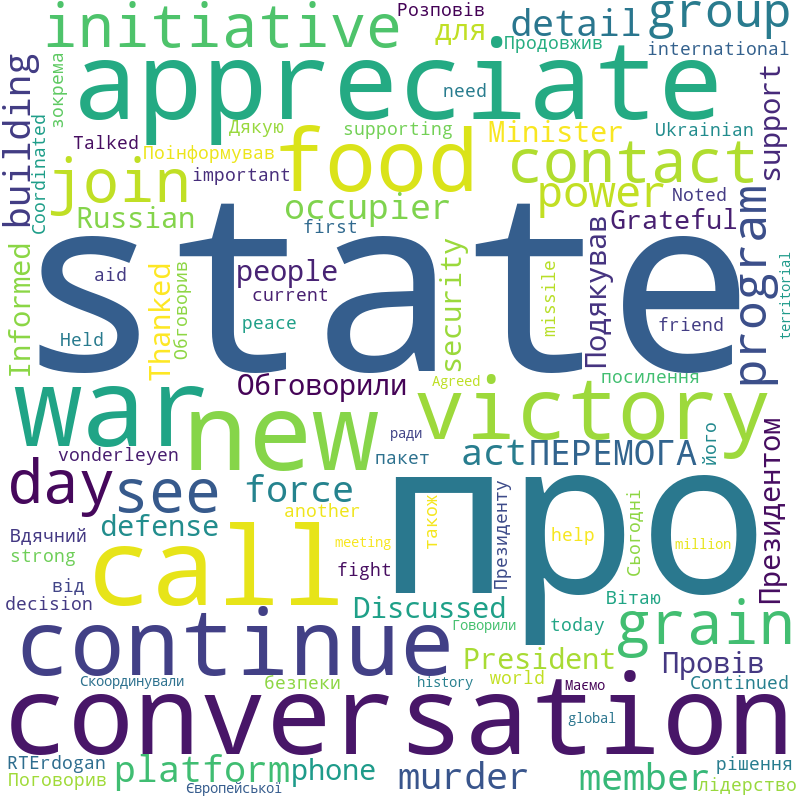 Розповів
initiative
для
detail
group
Продовжив
international
appreciate
зокрема
building
need
Coordinated
Talked
Дякую
supporting
Minister
Ukrainian
support
Поінформував
food
contact
join
important
power
Noted
program
Russian
occupier
Grateful
first
state
Informed
Thanked
Обговорив
aid
people
current
security
missile
Подякував
territorial
Held
peace
friend
war
new
Обговорили
victory
Agreed
посилення
vonderleyen
ради
пакет
act
ПЕРЕМОГА
його
Президентом
day
see
force
про
також
Президенту
Сьогодні
defense
another
help
million
Вдячний
strong
call
meeting
fight
від
decision
Discussed
Вітаю
continue
Говорили
today
grain
President
Провів
Скоординували
безпеки
history
world
Маємо
Continued
conversation
global
RTErdogan
Поговорив
platform
phone
Європейської
murder
member
рішення
лідерство